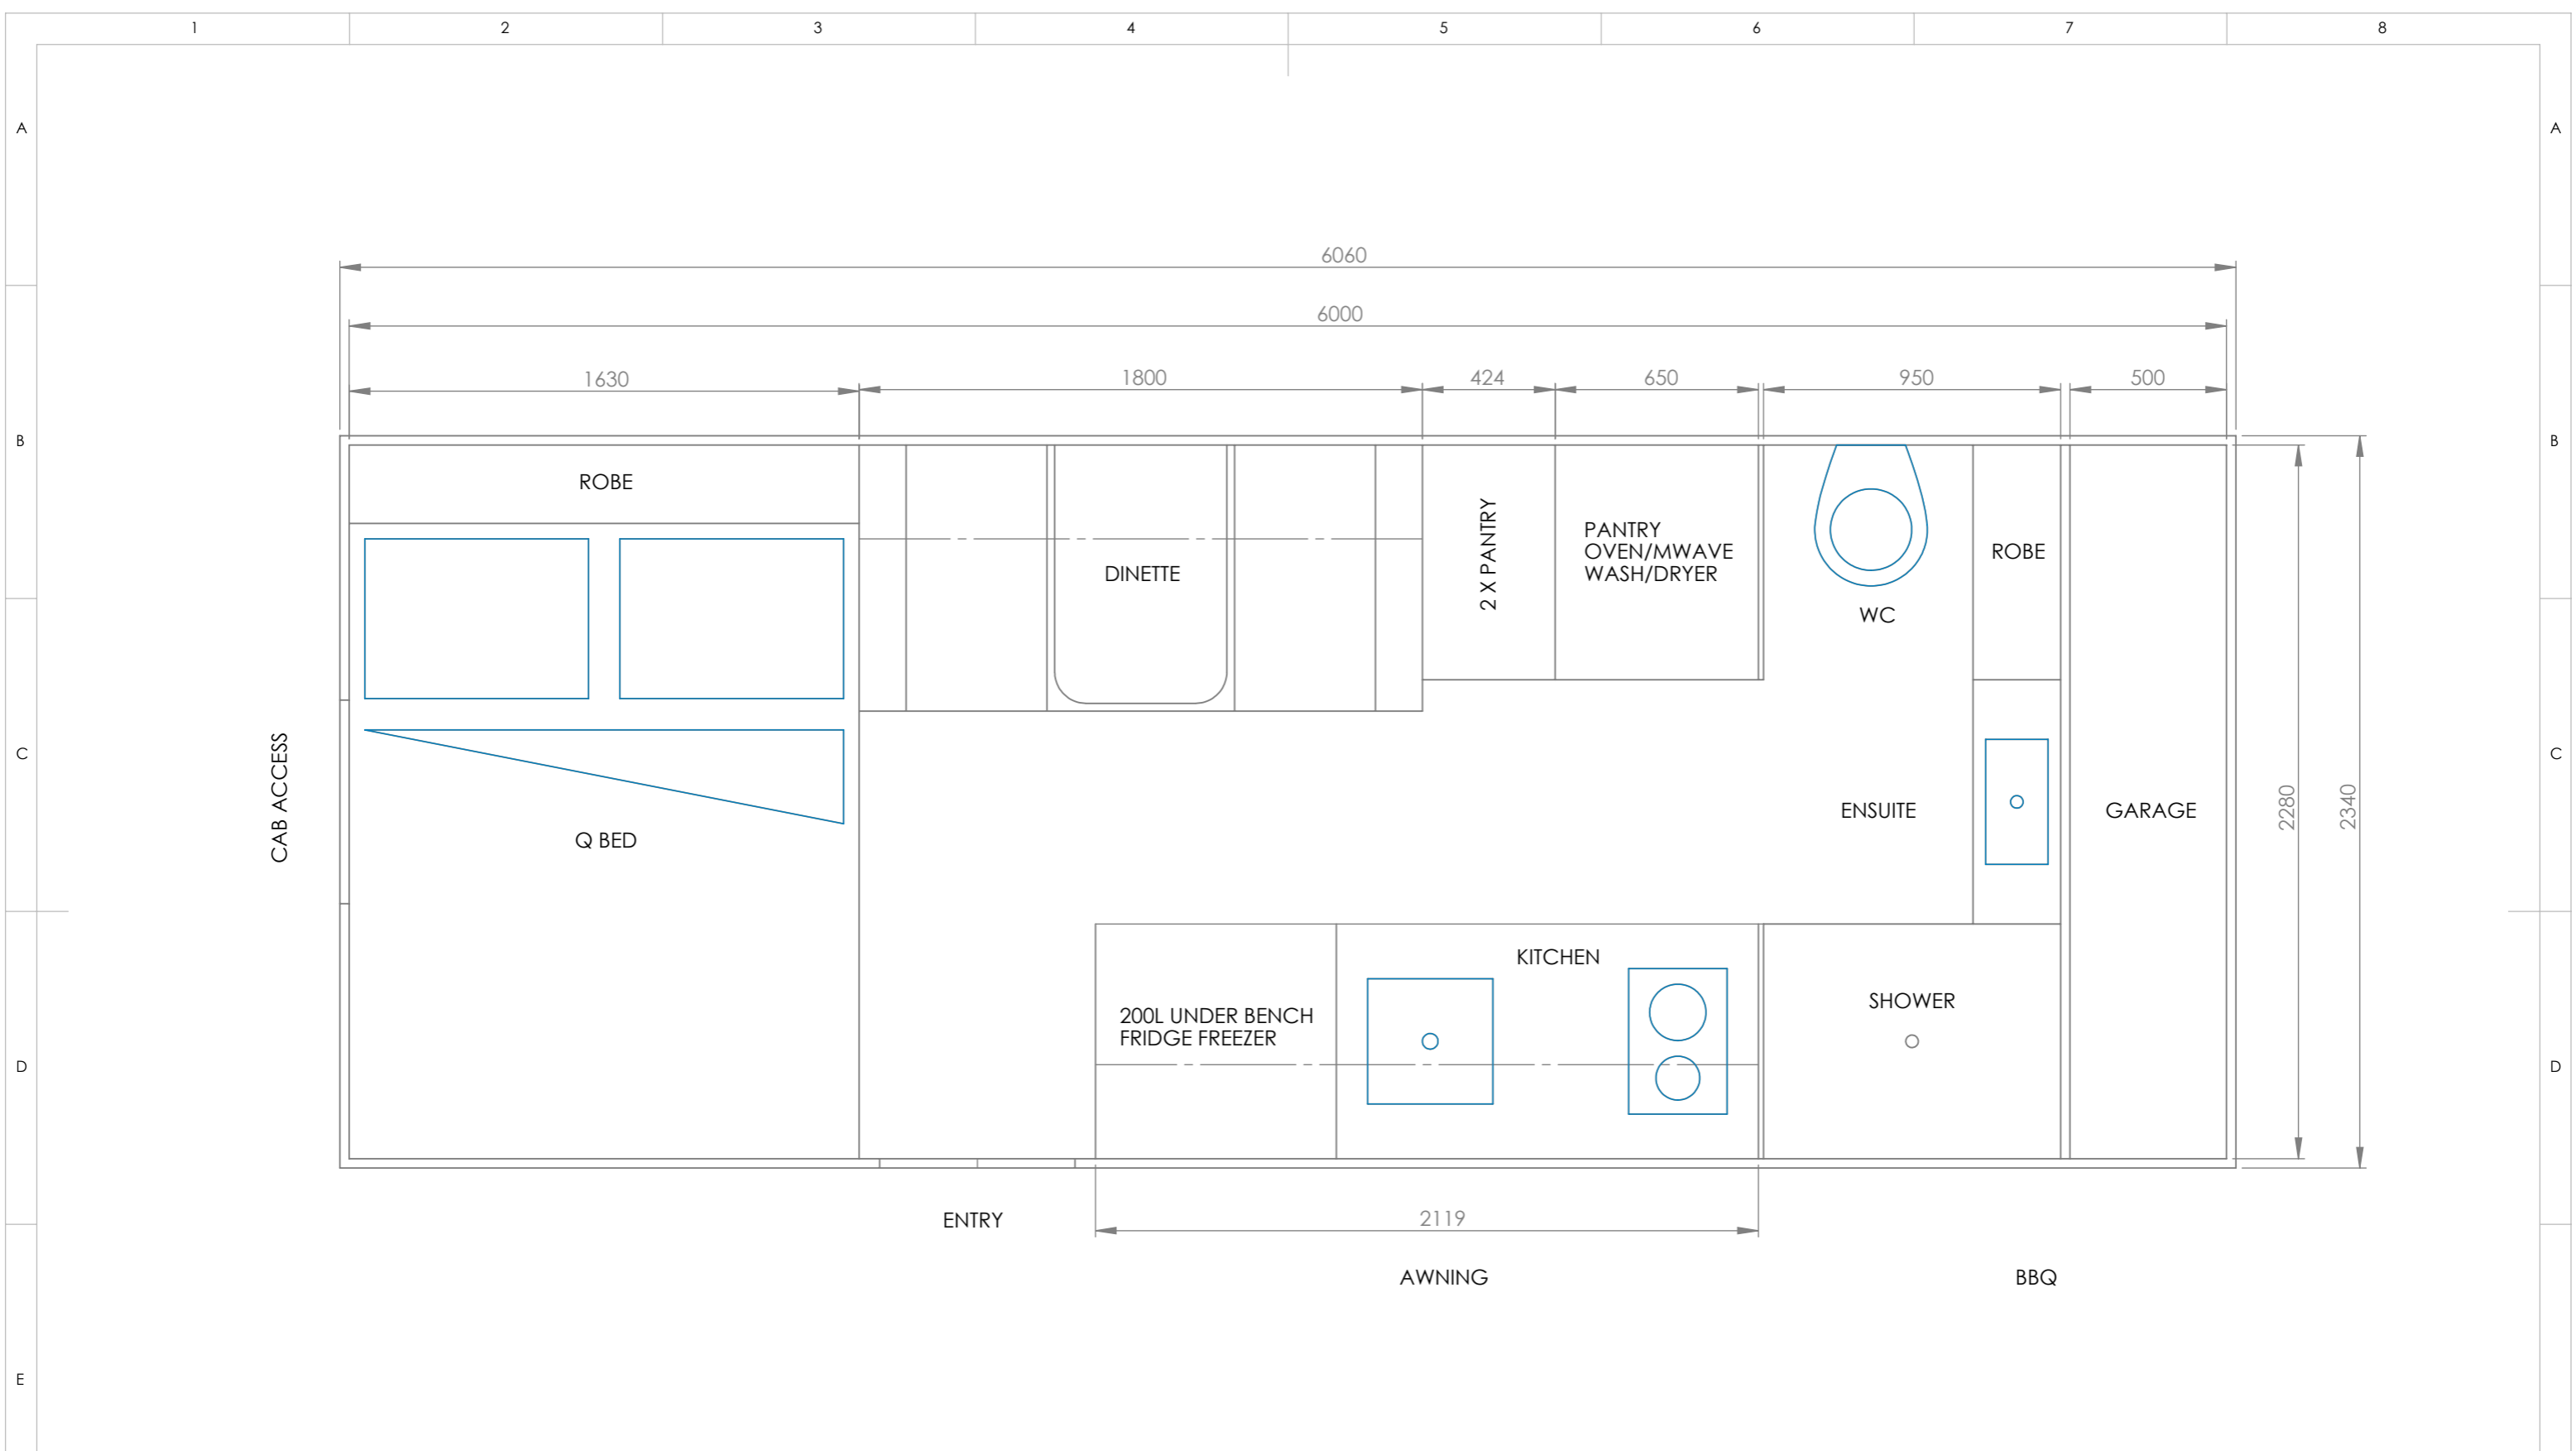 1 2 3 4 5 6 7 8
A A
6060
6000
1630 1800 424 650 950 500
B B
ROBE
2 X PANTRY
PANTRY
OVEN/MWAVE
WASH/DRYER
ROBE
DINETTE
WC
C C
CAB ACCESS
Q BED
ENSUITE
GARAGE
2280
2340
KITCHEN
200L UNDER BENCH
FRIDGE FREEZER
SHOWER
D D
ENTRY
2119
AWNING
BBQ
E